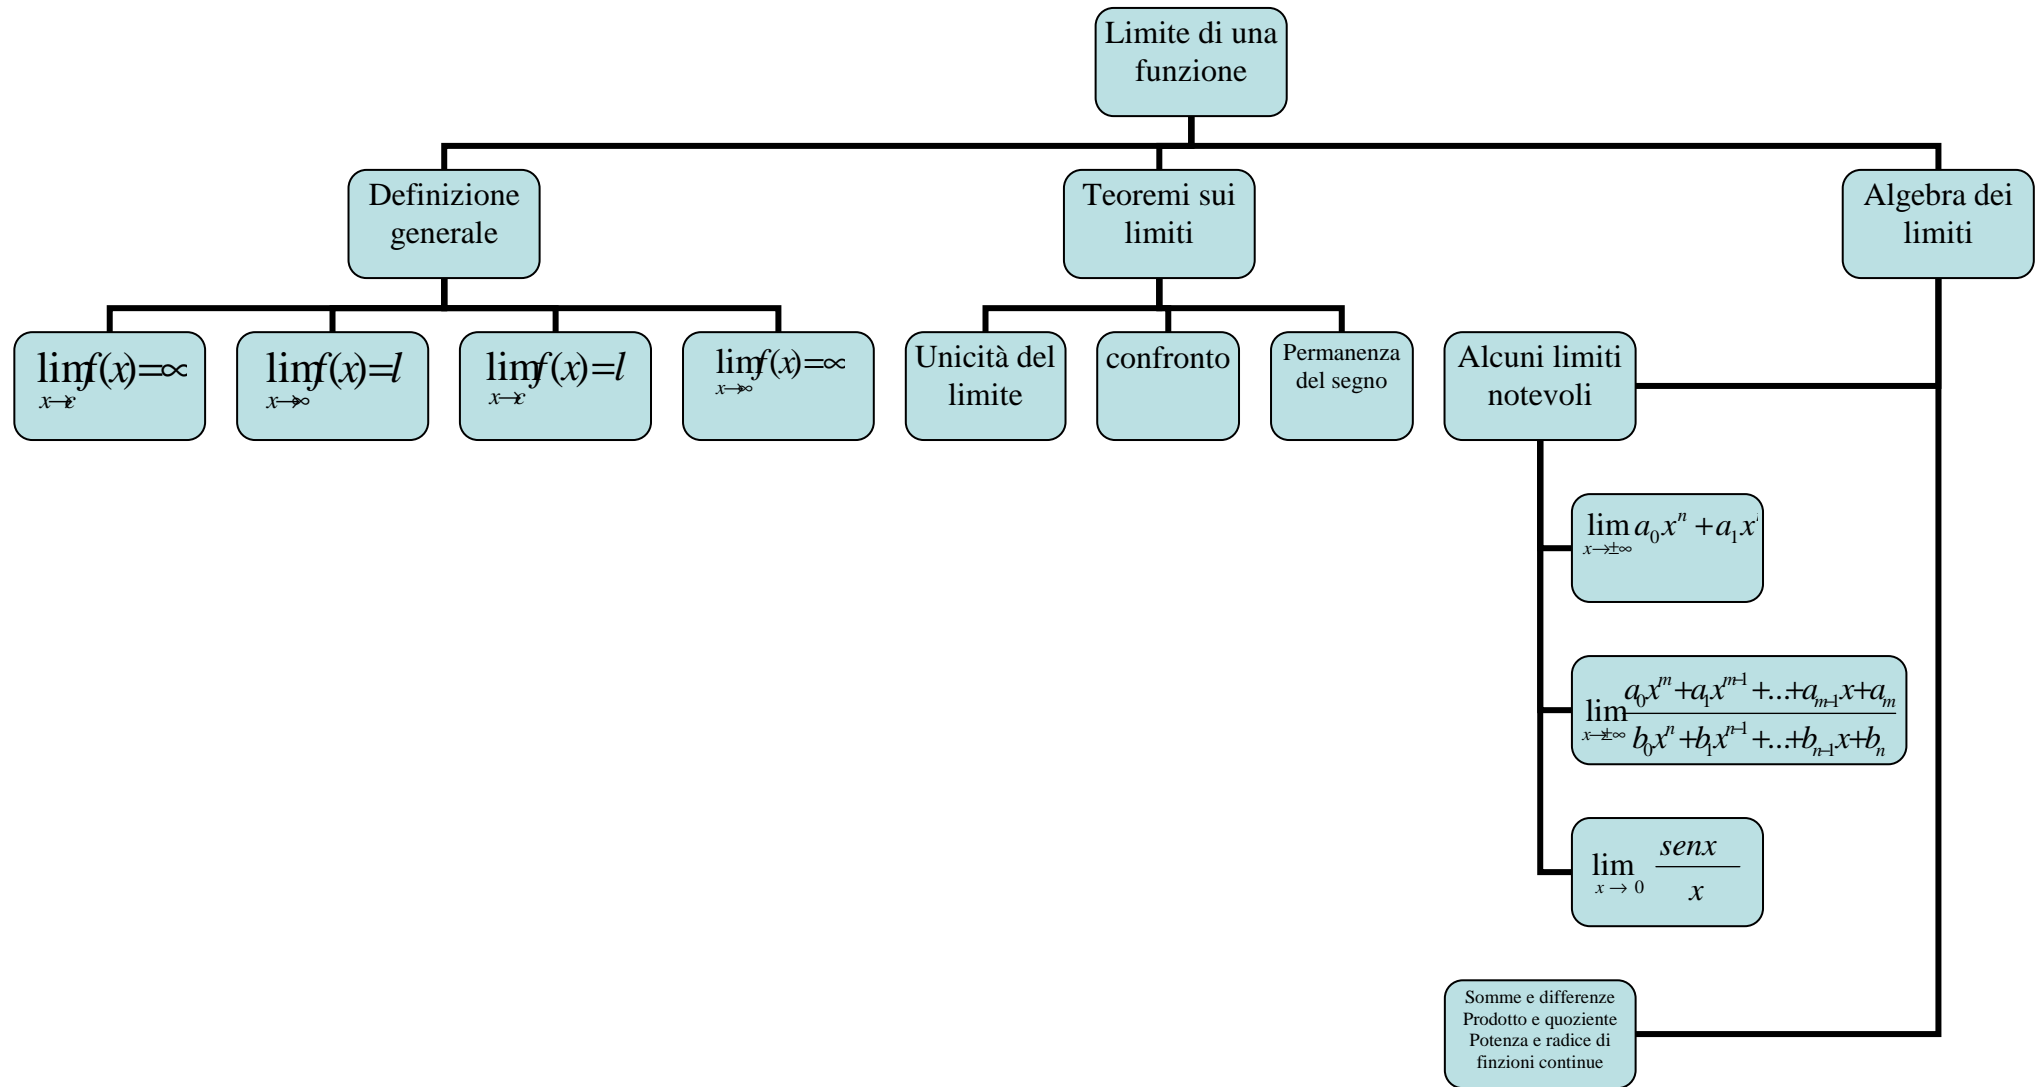 Limite di una
funzione
Definizione
generale
Teoremi sui
limiti
Algebra dei
limiti
lim f(x)=∞
x→c
lim f(x)=l
x→∞
lim f(x)=l
x→c
lim f(x)=∞
x→∞
Unicità del
limite
confronto
Permanenza
del segno
Alcuni limiti
notevoli
lim a₀xⁿ + a₁x
x→±∞
a₀xᵐ+a₁xᵐ⁻¹+...+aₘ₋₁x+aₘ
lim
x→±∞ b₀xⁿ+b₁xⁿ⁻¹+...+bₙ₋₁x+bₙ
senx
lim
x → 0 x
Somme e differenze
Prodotto e quoziente
Potenza e radice di
finzioni continue